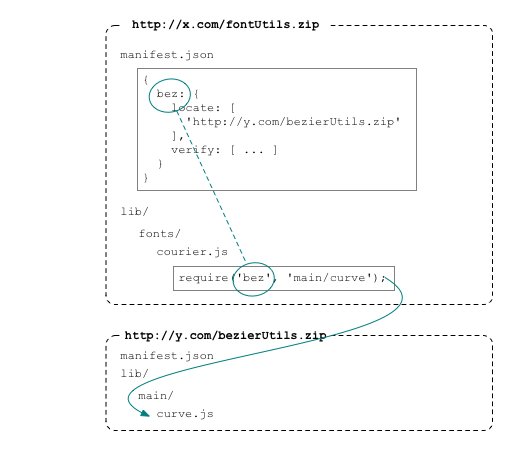 http://x.com/fontUtils.zip
manifest.json
{
bez: {
locate: [
'http://y.com/bezierUtils.zip'
],
verify: [ ... ]
}
}
lib/
fonts/
courier.js
require('bez', 'main/curve');
http://y.com/bezierUtils.zip
manifest.json
lib/
main/
curve.js